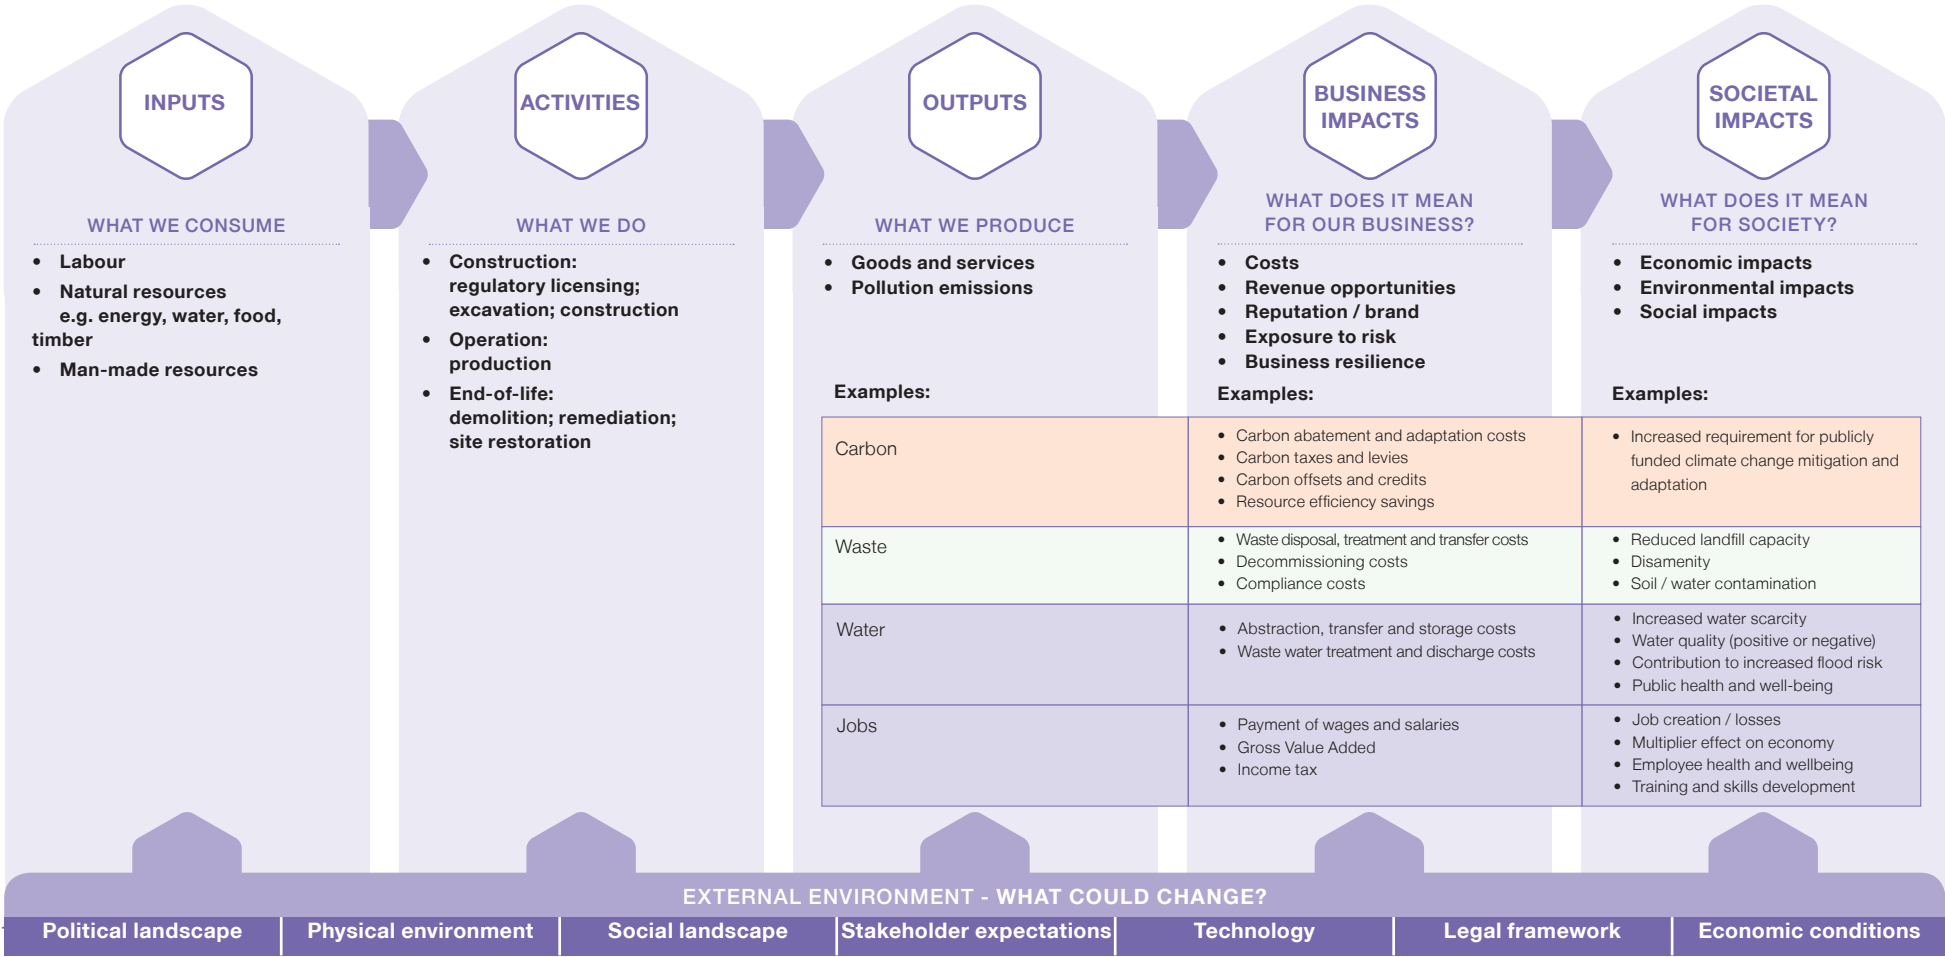 INPUTS
WHAT WE CONSUME
• Labour
• Natural resources
e.g. energy, water, food,
timber
• Man-made resources
ACTIVITIES
WHAT WE DO
• Construction:
regulatory licensing;
excavation; construction
• Operation:
production
• End-of-life:
demolition; remediation;
site restoration
OUTPUTS
WHAT WE PRODUCE
• Goods and services
• Pollution emissions
BUSINESS
IMPACTS
WHAT DOES IT MEAN
FOR OUR BUSINESS?
• Costs
• Revenue opportunities
• Reputation / brand
• Exposure to risk
• Business resilience
SOCIETAL
IMPACTS
WHAT DOES IT MEAN
FOR SOCIETY?
• Economic impacts
• Environmental impacts
• Social impacts
Examples:
Examples:
Examples:
Carbon
• Carbon abatement and adaptation costs
• Carbon taxes and levies
• Carbon offsets and credits
• Resource efficiency savings
• Increased requirement for publicly
funded climate change mitigation and
adaptation
Waste
• Waste disposal, treatment and transfer costs
• Decommissioning costs
• Compliance costs
• Reduced landfill capacity
• Disamenity
• Soil / water contamination
Water
• Abstraction, transfer and storage costs
• Waste water treatment and discharge costs
• Increased water scarcity
• Water quality (positive or negative)
• Contribution to increased flood risk
• Public health and well-being
Jobs
• Payment of wages and salaries
• Gross Value Added
• Income tax
• Job creation / losses
• Multiplier effect on economy
• Employee health and wellbeing
• Training and skills development
EXTERNAL ENVIRONMENT - WHAT COULD CHANGE?
Political landscape
Physical environment
Social landscape
Stakeholder expectations
Technology
Legal framework
Economic conditions